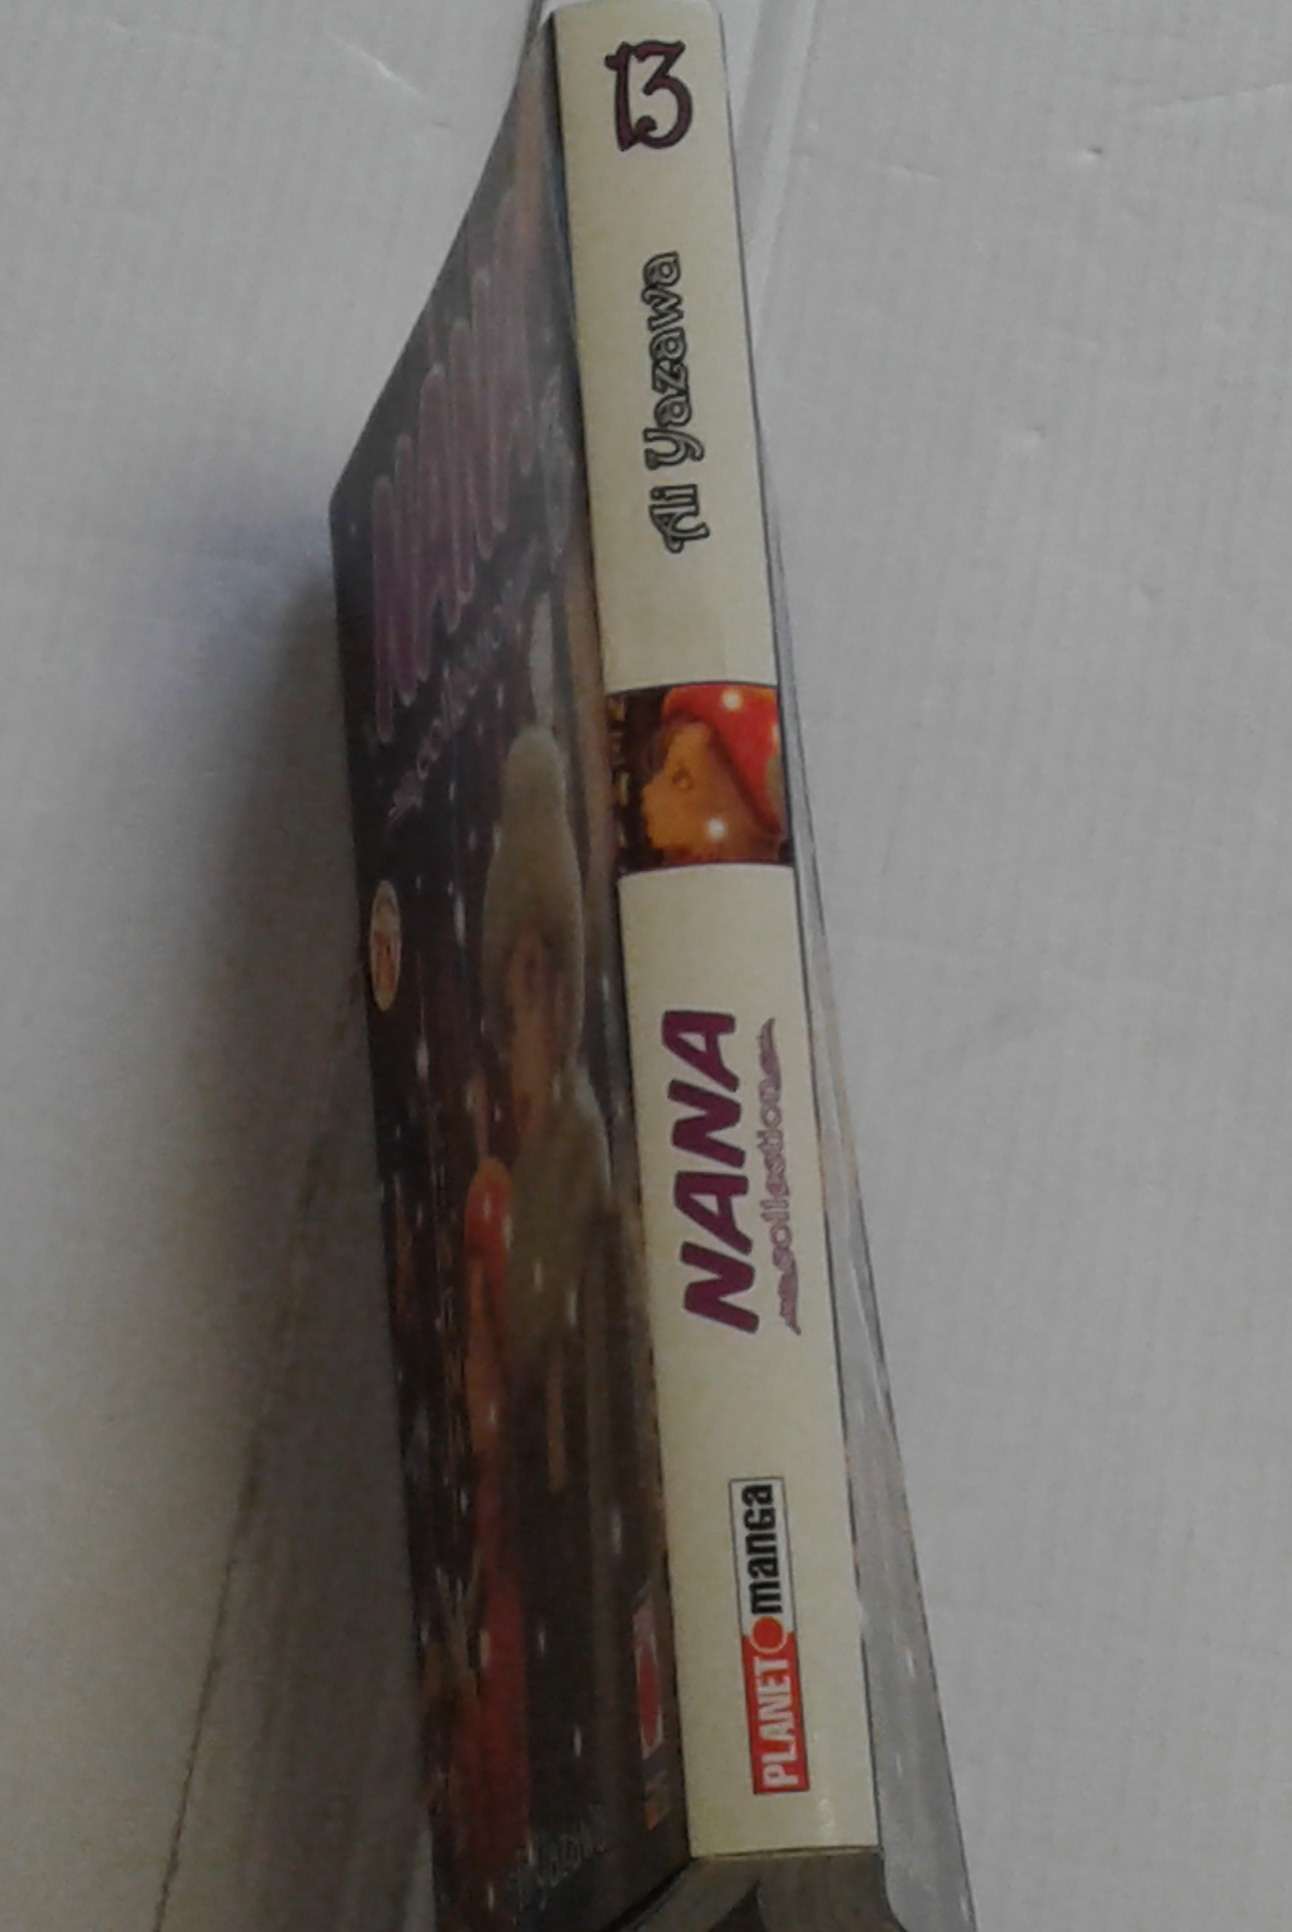 13
Ai Yazawa
NANA
collection
PLANET manga